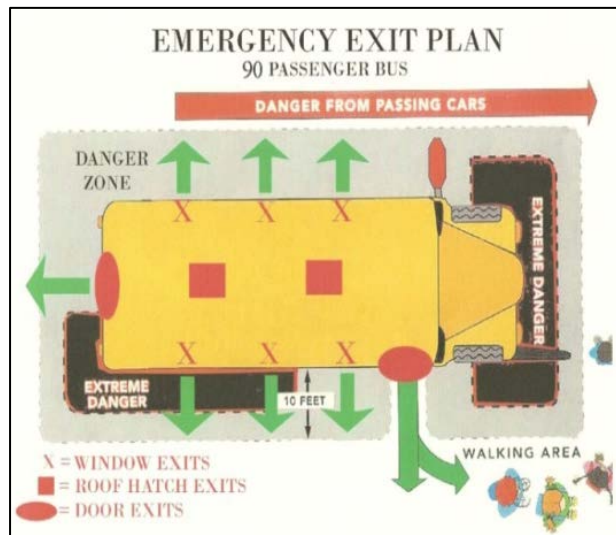 EMERGENCY EXIT PLAN
90 PASSENGER BUS
DANGER FROM PASSING CARS
DANGER
ZONE
X X X
EXTREME DANGER
X X X
EXTREME
DANGER
10 FEET
WALKING AREA
X = WINDOW EXITS
= ROOF HATCH EXITS
= DOOR EXITS